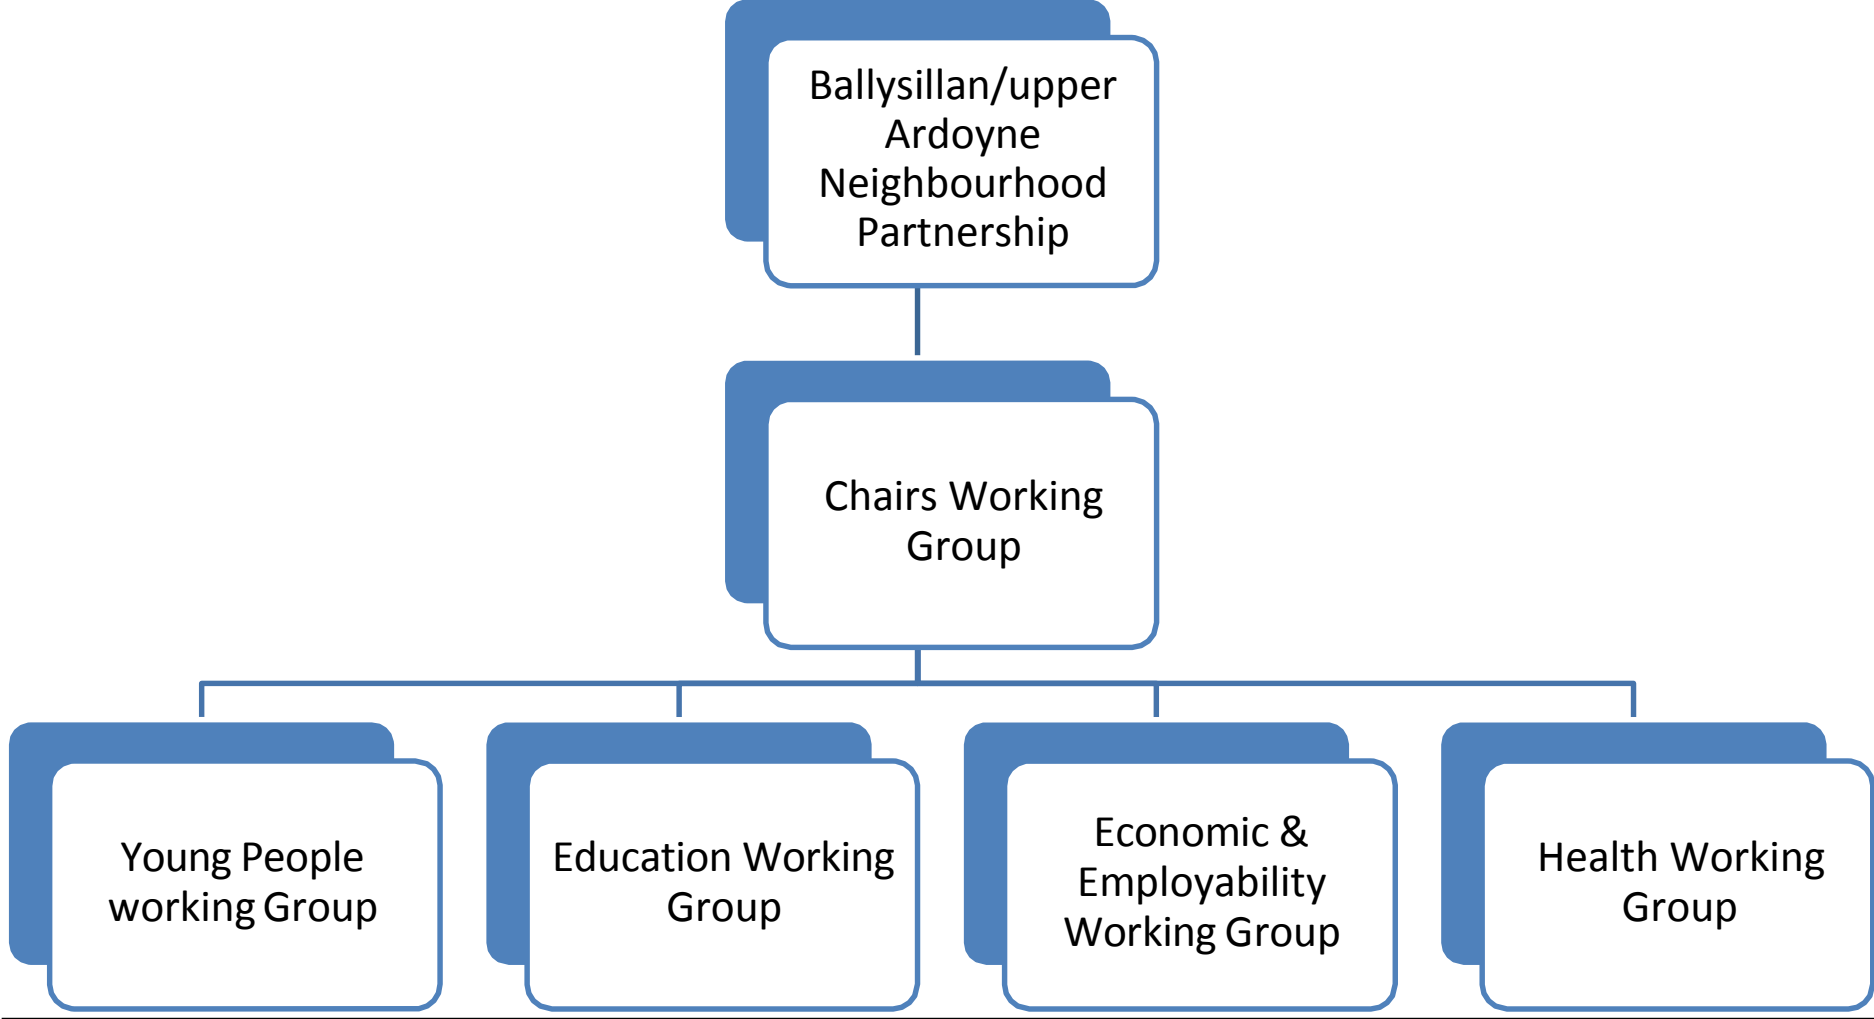 Ballysillan/upper
Ardoyne
Neighbourhood
Partnership
Chairs Working
Group
Young People
working Group
Education Working
Group
Economic &
Employability
Working Group
Health Working
Group